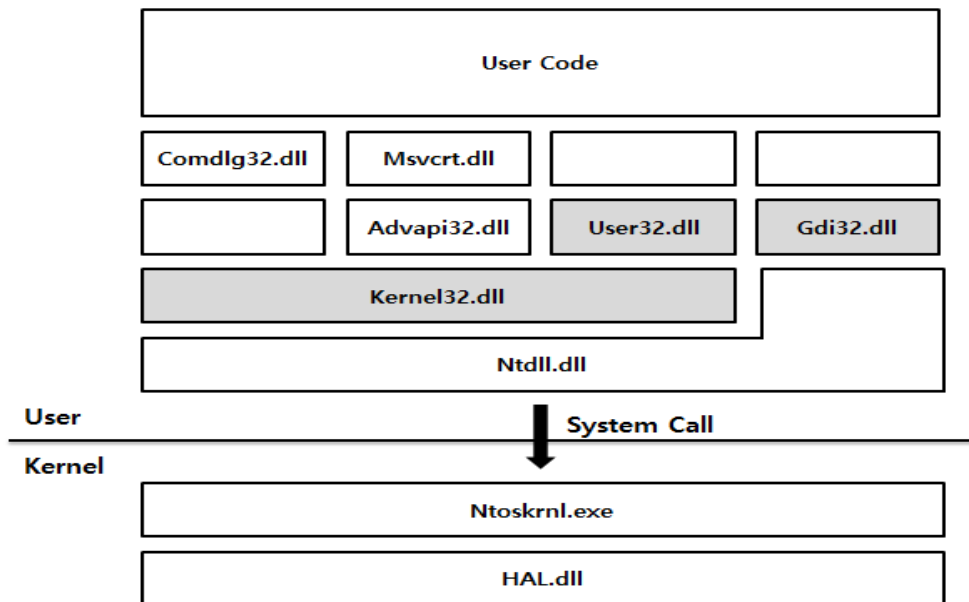 User Code
Comdlg32.dll
Msvcrt.dll
Advapi32.dll
User32.dll
Gdi32.dll
Kernel32.dll
Ntdll.dll
User
System Call
Kernel
Ntoskrnl.exe
HAL.dll